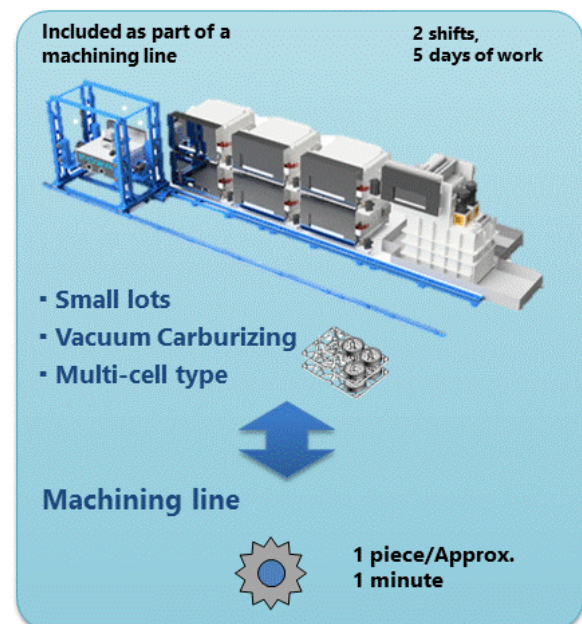 Included as part of a
machining line
2 shifts,
5 days of work
▪ Small lots
▪ Vacuum Carburizing
▪ Multi-cell type
Machining line
1 piece/Approx.
1 minute